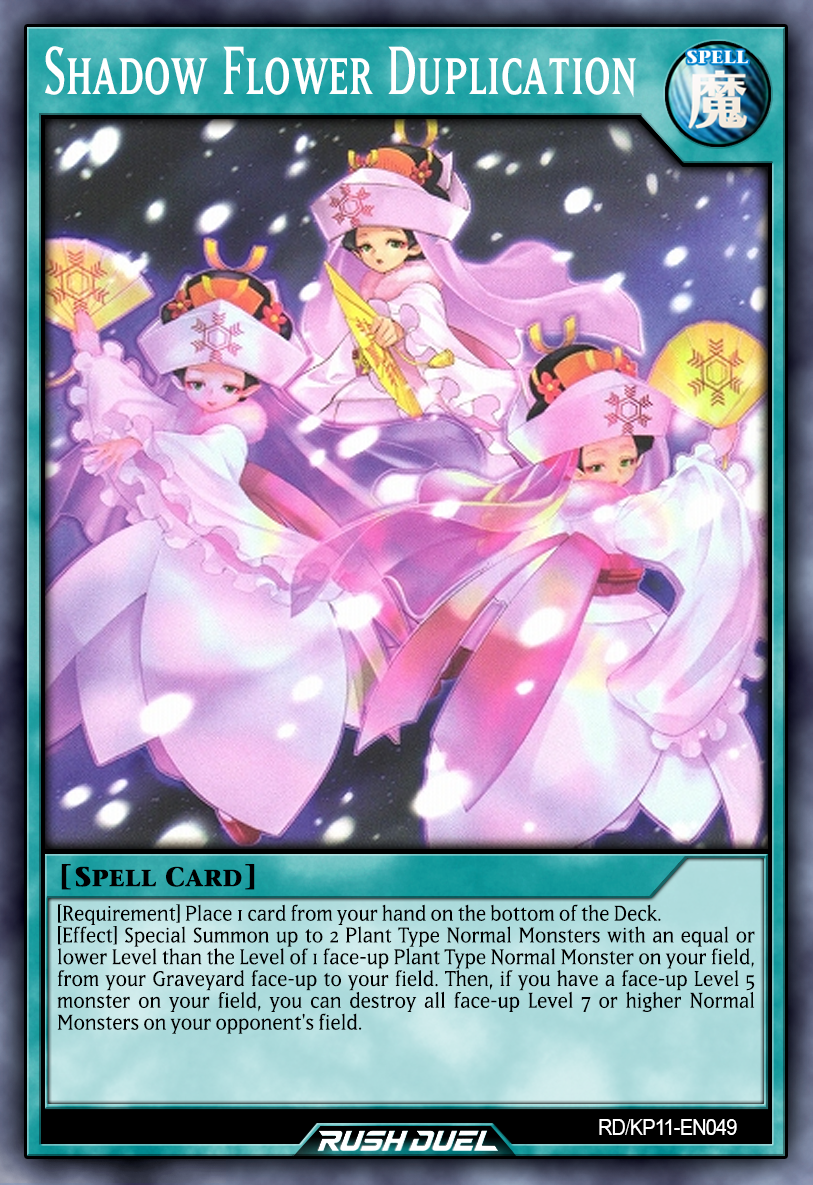 SHADOW FLOWER DUPLICATION
SPELL
魔
[SPELL CARD]
[Requirement] Place 1 card from your hand on the bottom of the Deck.
[Effect] Special Summon up to 2 Plant Type Normal Monsters with an equal or
lower Level than the Level of 1 face-up Plant Type Normal Monster on your field,
from your Graveyard face-up to your field. Then, if you have a face-up Level 5
monster on your field, you can destroy all face-up Level 7 or higher Normal
Monsters on your opponent's field.
RD/KP11-EN049
RUSH DUEL